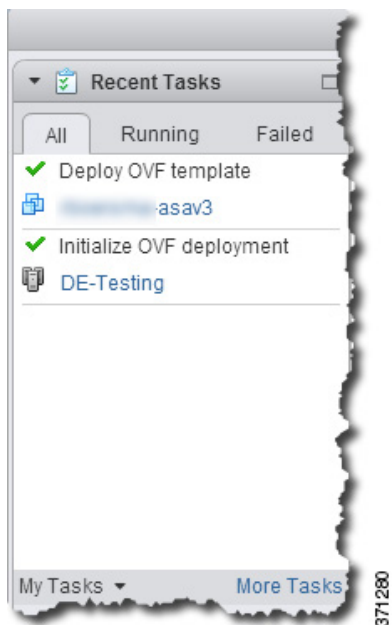 Recent Tasks
All Running Failed
Deploy OVF template
-asav3
Initialize OVF deployment
DE-Testing
My Tasks More Tasks
371280